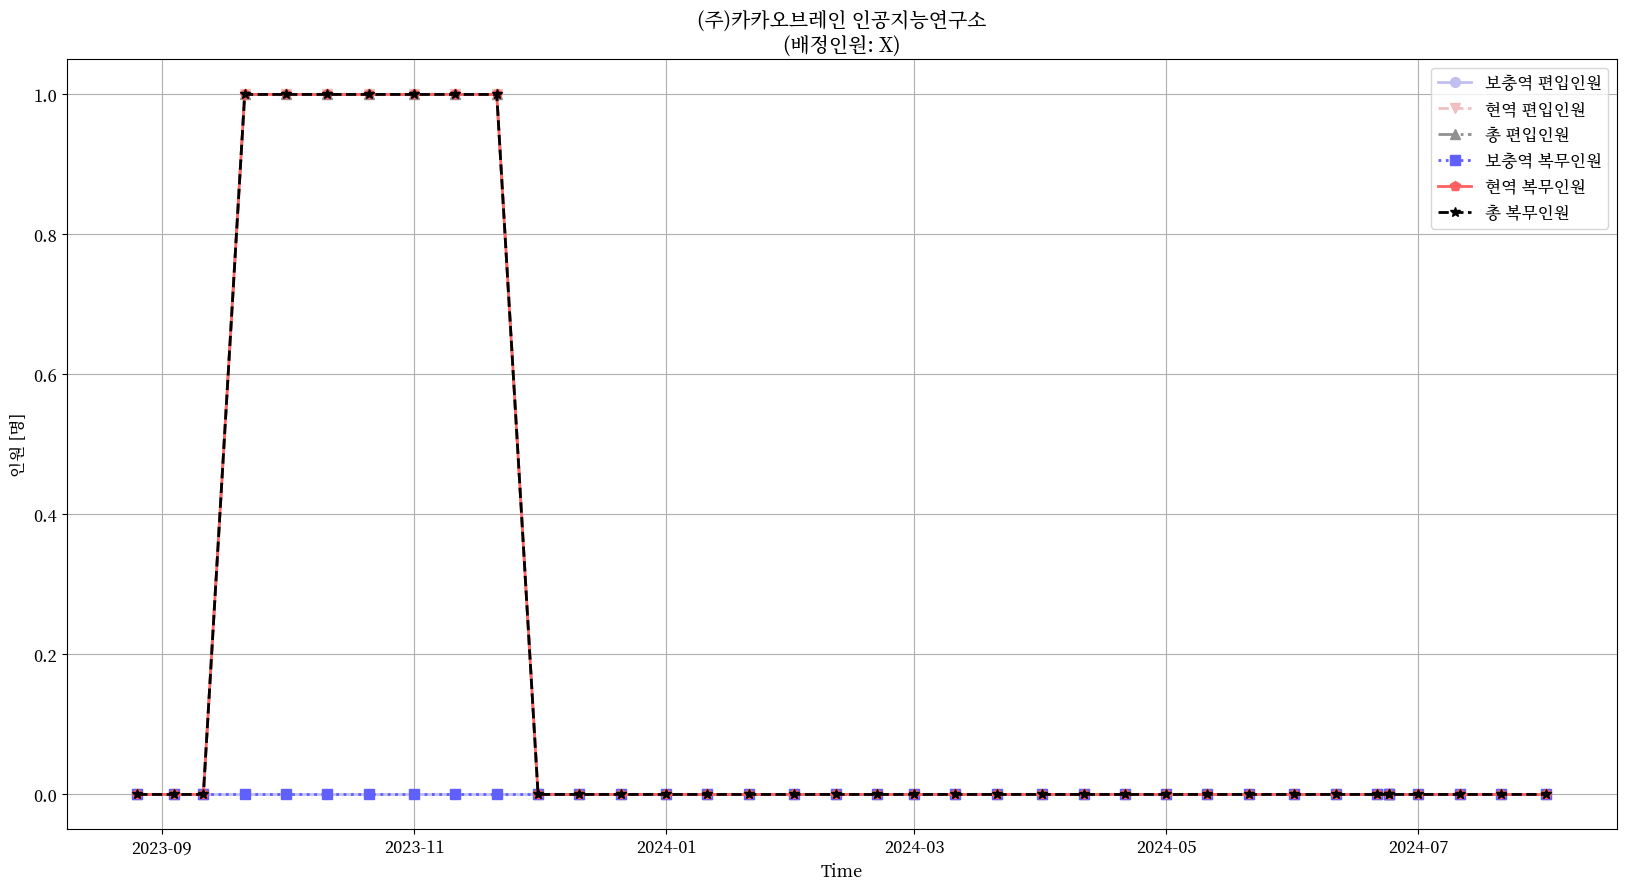 (주)카카오브레인 인공지능연구소
(배정인원: X)
보충역 편입인원
현역 편입인원
총 편입인원
보충역 복무인원
현역 복무인원
총 복무인원
1.0
0.8
0.6
0.4
0.2
0.0
인원 [명]
2023-09
2023-11
2024-01
2024-03
2024-05
2024-07
Time